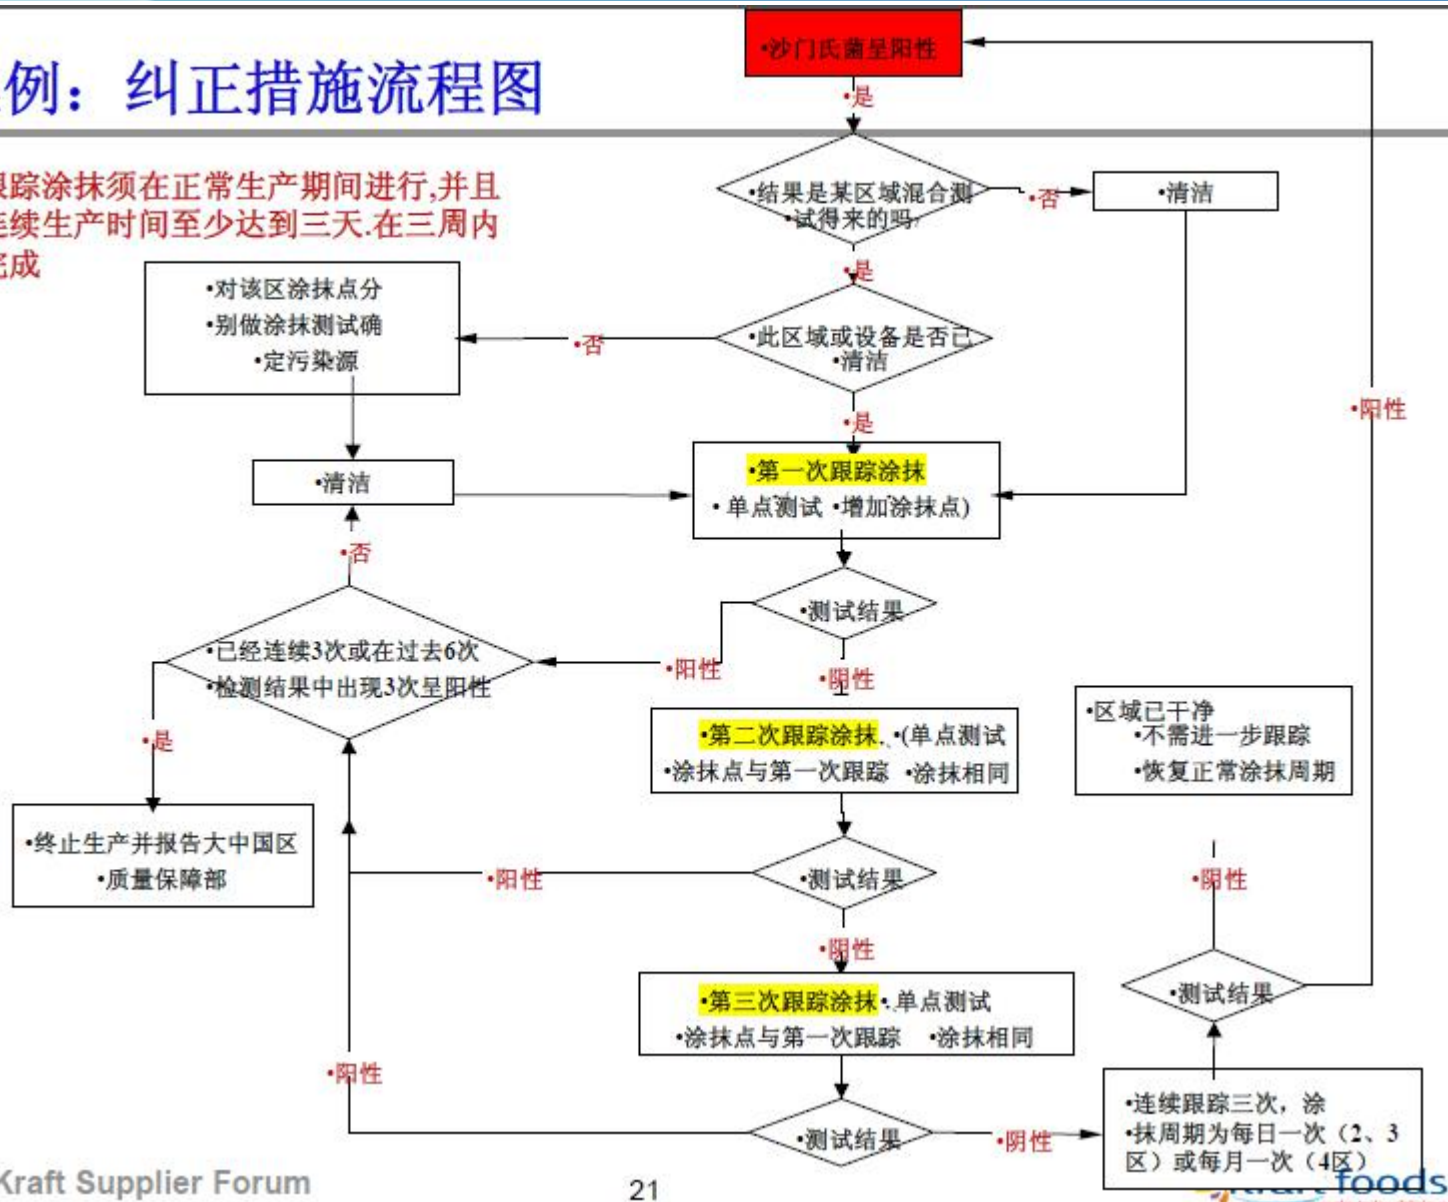 例：纠正措施流程图
跟踪涂抹须在正常生产期间进行,并且
连续生产时间至少达到三天.在三周内
完成
•沙门氏菌呈阳性
•是
•结果是某区域混合测
•试得来的吗
•否
•清洁
•是
•此区域或设备是否已
•清洁
•否
•对该区涂抹点分
•别做涂抹测试确
•定污染源
•是
•清洁
•第一次跟踪涂抹
•单点测试 •增加涂抹点)
•否
•测试结果
•已经连续3次或在过去6次
•检测结果中出现3次呈阳性
•阳性
•阴性
•是
•第二次跟踪涂抹. •(单点测试
•涂抹点与第一次跟踪 •涂抹相同
•区域已干净
•不需进一步跟踪
•恢复正常涂抹周期
•阳性
•终止生产并报告大中国区
•质量保障部
•阳性
•测试结果
•阴性
•阴性
•第三次跟踪涂抹•.单点测试
•涂抹点与第一次跟踪 •涂抹相同
•测试结果
•阳性
•测试结果
•阴性
•连续跟踪三次，涂
•抹周期为每日一次（2、3
区）或每月一次（4区）
Kraft Supplier Forum
21
foods